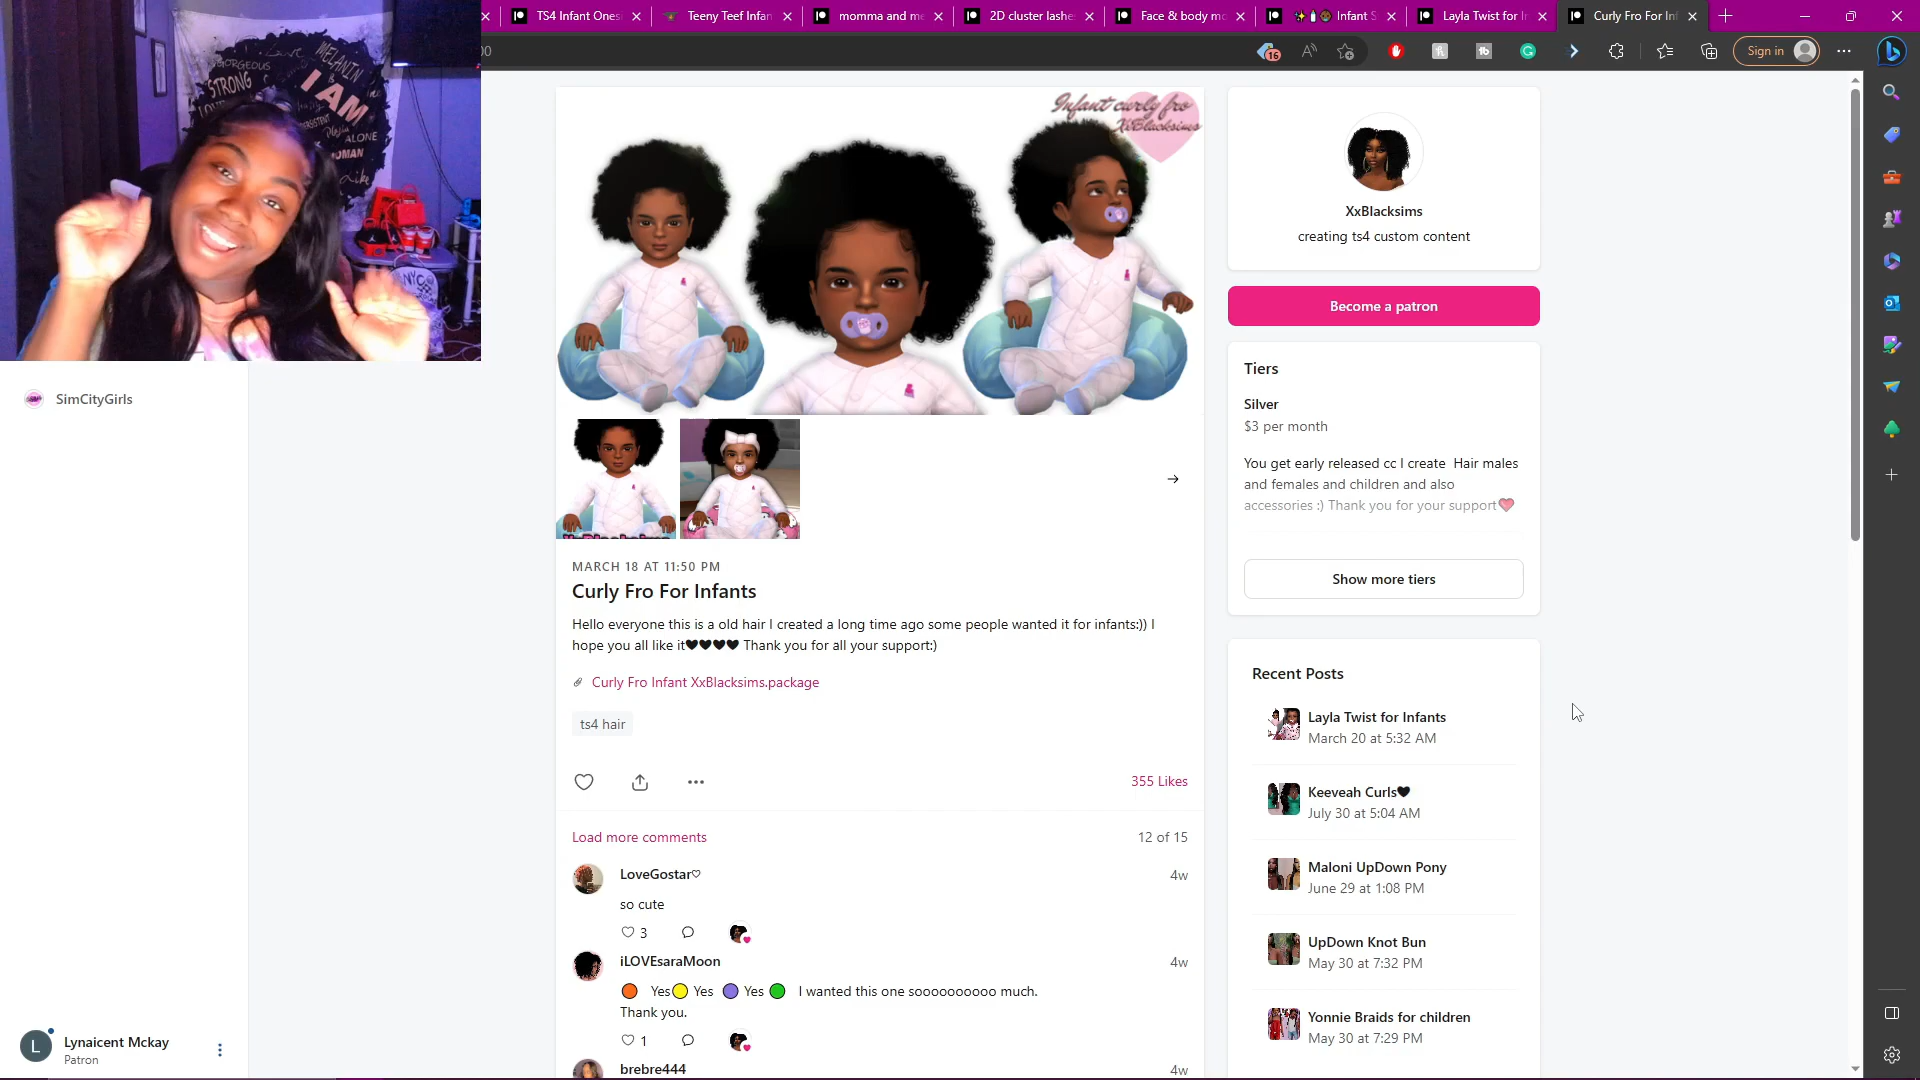 TS4 Infant Ones
Teeny Teef Infan
momma and me
2D cluster lashe
Face & body mo
Infant S
Layla Twist for I
Curly Fro For Inf
00
16
Sign in
GORGEOUS
STRONG
MELANIN
I AM
ALONE
WOMAN
NYC
Infant curly fro
XxBlacksims
XxBlacksims
creating ts4 custom content
Become a patron
Tiers
Silver
$3 per month
You get early released cc I create Hair males
and females and children and also
accessories :) Thank you for your support
Show more tiers
SimCityGirls
MARCH 18 AT 11:50 PM
Curly Fro For Infants
Hello everyone this is a old hair I created a long time ago some people wanted it for infants:)) I
hope you all like it🖤🖤🖤🖤 Thank you for all your support:)
Curly Fro Infant XxBlacksims.package
ts4 hair
355 Likes
Load more comments
12 of 15
LoveGostar♡
4w
so cute
3
iLOVEsaraMoon
4w
Yes Yes Yes I wanted this one soooooooooo much.
Thank you.
1
brebre444
4w
Recent Posts
Layla Twist for Infants
March 20 at 5:32 AM
Keeveah Curls🖤
July 30 at 5:04 AM
Maloni UpDown Pony
June 29 at 1:08 PM
UpDown Knot Bun
May 30 at 7:32 PM
Yonnie Braids for children
May 30 at 7:29 PM
L
Lynaicent Mckay
Patron